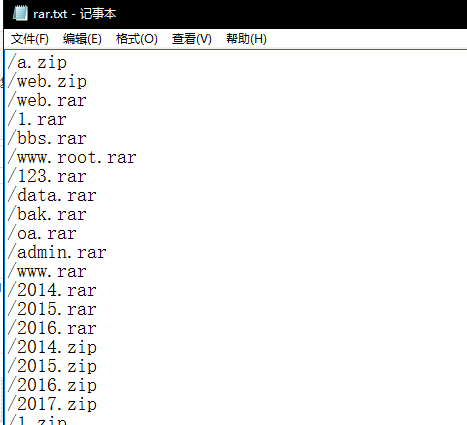 rar.txt - 记事本
文件(F) 编辑(E) 格式(O) 查看(V) 帮助(H)
/a.zip
/web.zip
/web.rar
/1.rar
/bbs.rar
/www.root.rar
/123.rar
/data.rar
/bak.rar
/oa.rar
/admin.rar
/www.rar
/2014.rar
/2015.rar
/2016.rar
/2014.zip
/2015.zip
/2016.zip
/2017.zip
/1.zip